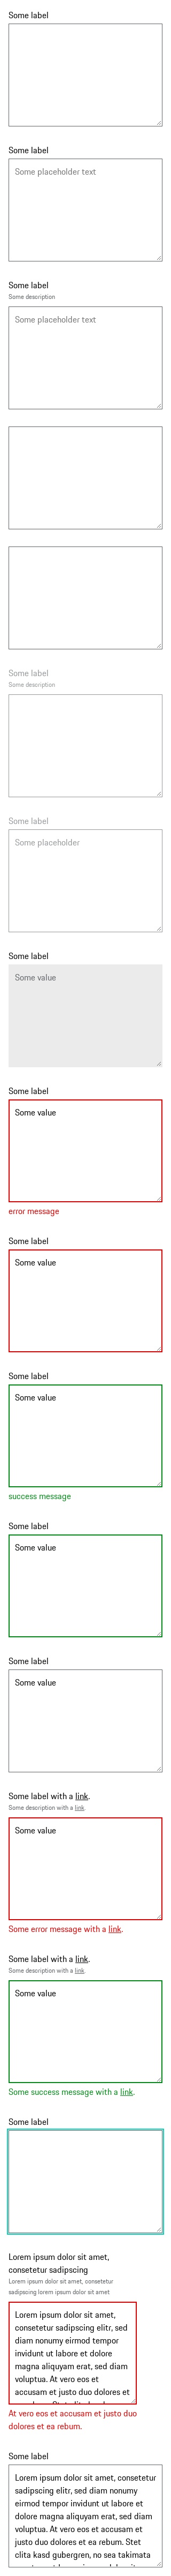 Some label
Some label
Some placeholder text
Some label
Some description
Some placeholder text
Some label
Some description
Some label
Some placeholder
Some label
Some value
Some label
Some value
error message
Some label
Some value
Some label
Some value
success message
Some label
Some value
Some label
Some value
Some label with a link.
Some description with a link.
Some value
Some error message with a link.
Some label with a link.
Some description with a link.
Some value
Some success message with a link.
Some label
Lorem ipsum dolor sit amet,
consetetur sadipscing
Lorem ipsum dolor sit amet, consetetur
sadipscing lorem ipsum dolor sit amet
Lorem ipsum dolor sit amet,
consetetur sadipscing elitr, sed
diam nonumy eirmod tempor
invidunt ut labore et dolore
magna aliquyam erat, sed diam
voluptua. At vero eos et
accusam et justo duo dolores et
At vero eos et accusam et justo duo
dolores et ea rebum.
Some label
Lorem ipsum dolor sit amet, consetetur
sadipscing elitr, sed diam nonumy
eirmod tempor invidunt ut labore et
dolore magna aliquyam erat, sed diam
voluptua. At vero eos et accusam et
justo duo dolores et ea rebum. Stet
clita kasd gubergren, no sea takimata